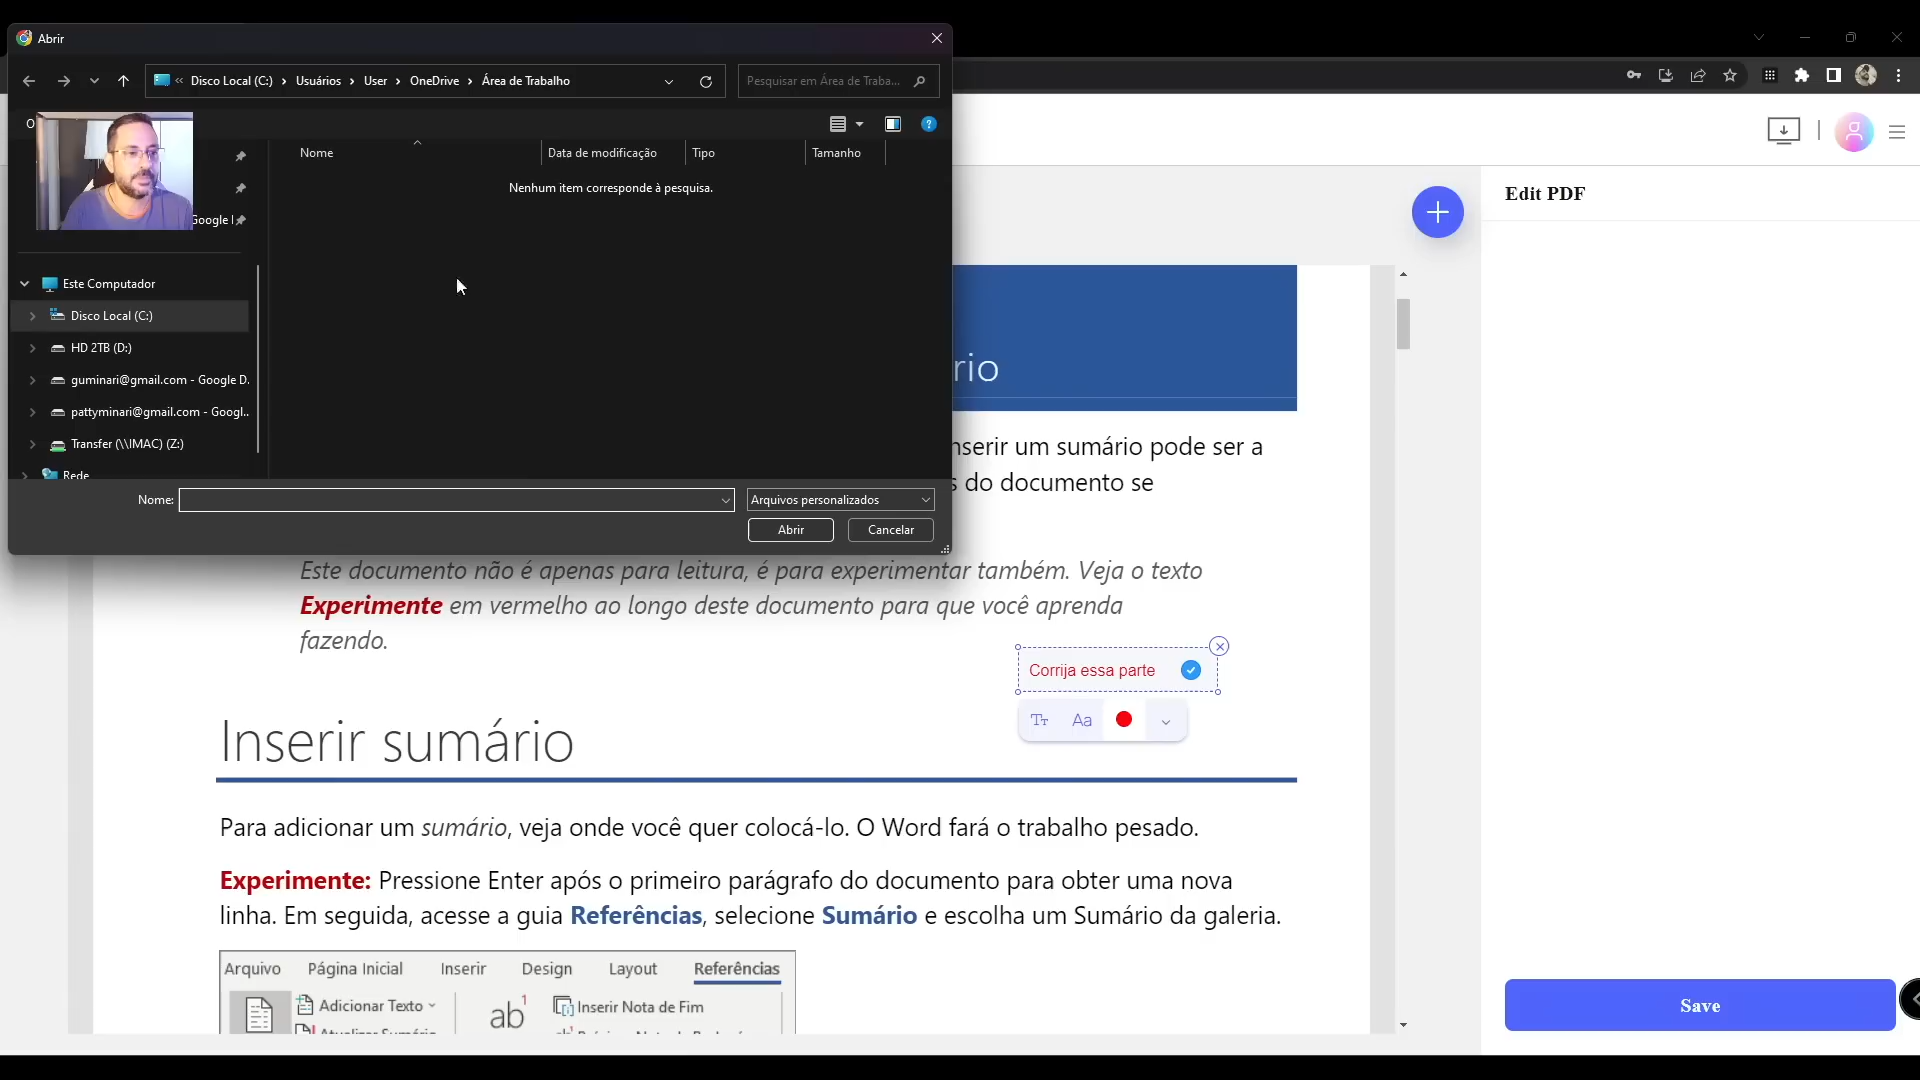 Abrir
« Disco Local (C:) › Usuários › User › OneDrive › Área de Trabalho
Pesquisar em Área de Traba...
Nome
Data de modificação
Tipo
Tamanho
Nenhum item corresponde à pesquisa.
Este Computador
Disco Local (C:)
HD 2TB (D:)
guminari@gmail.com - Google D.
pattyminari@gmail.com - Googl..
Transfer (\\IMAC) (Z:)
Rede
Nome:
Arquivos personalizados
Abrir
Cancelar
Edit PDF
rio
nserir um sumário pode ser a
s do documento se
Este documento não é apenas para leitura, é para experimentar também. Veja o texto
Experimente em vermelho ao longo deste documento para que você aprenda
fazendo.
Corrija essa parte
Tт Aa
Inserir sumário
Para adicionar um sumário, veja onde você quer colocá-lo. O Word fará o trabalho pesado.
Experimente: Pressione Enter após o primeiro parágrafo do documento para obter uma nova
linha. Em seguida, acesse a guia Referências, selecione Sumário e escolha um Sumário da galeria.
Arquivo Página Inicial Inserir Design Layout Referências
Adicionar Texto
ab¹
Inserir Nota de Fim
Save